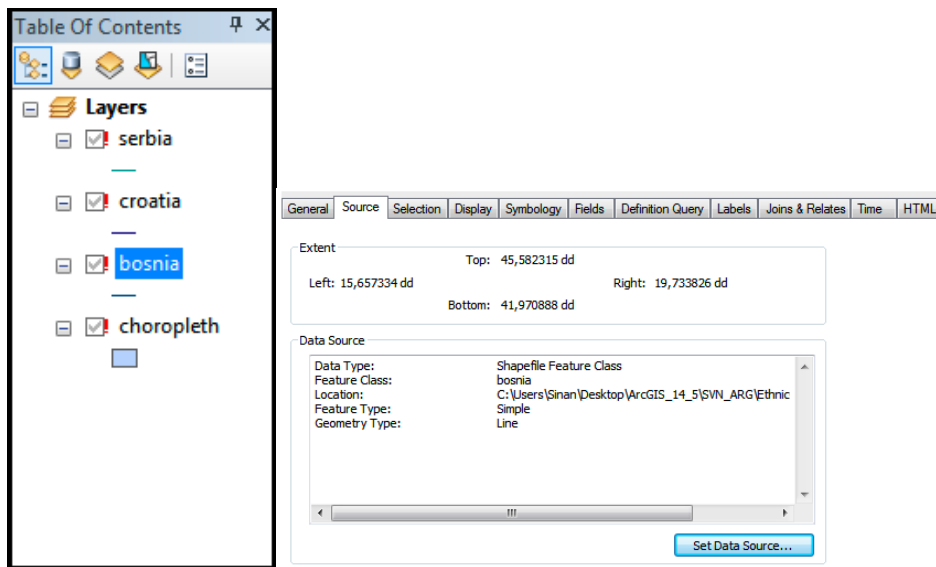 Table Of Contents
Layers
serbia
croatia
bosnia
choropleth
General Source Selection Display Symbology Fields Definition Query Labels Joins & Relates Time HTML
Extent
Top: 45,582315 dd
Left: 15,657334 dd Right: 19,733826 dd
Bottom: 41,970888 dd
Data Source
Data Type: Shapefile Feature Class
Feature Class: bosnia
Location: C:\Users\Sinan\Desktop\ArcGIS_14_5\SVN_ARG\Ethnic
Feature Type: Simple
Geometry Type: Line
Set Data Source...